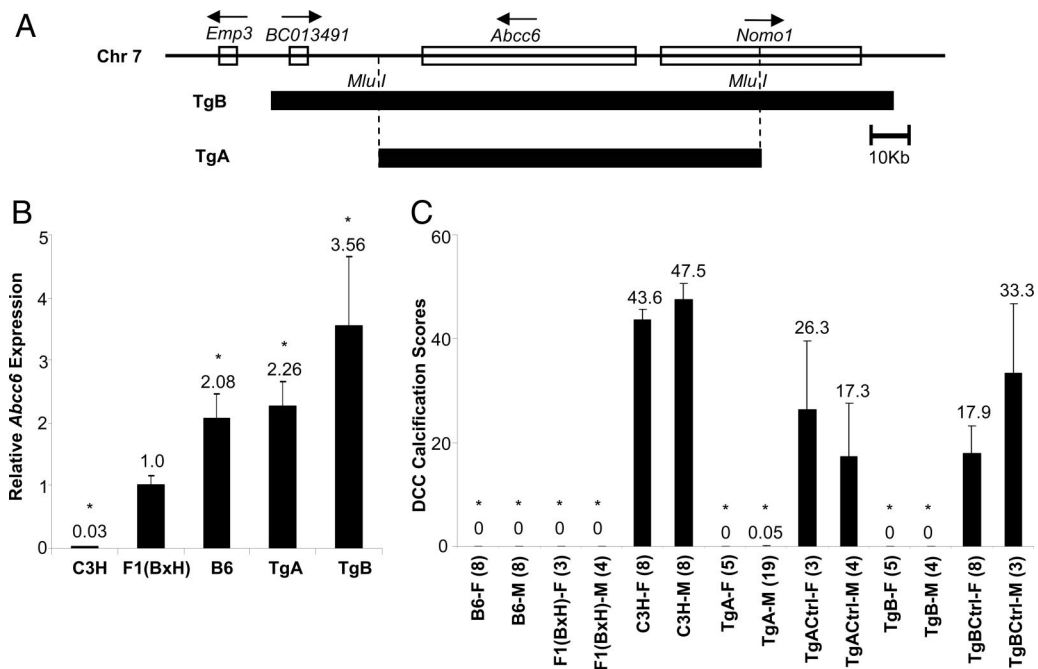 A
Emp3 BC013491 Abcc6 Nomo1
Chr 7
Mlu I Mlu I
TgB
TgA
10Kb
B
Relative Abcc6 Expression
5
4
3
2
1
0
* 0.03
1.0
* 2.08
* 2.26
* 3.56
C3H F1(BxH) B6 TgA TgB
C
DCC Calcification Scores
60
40
20
0
* 0
* 0
* 0
* 0
43.6
47.5
* 0
* 0.05
26.3
17.3
* 0
* 0
17.9
33.3
B6-F (8)
B6-M (8)
F1(BxH)-F (3)
F1(BxH)-M (4)
C3H-F (8)
C3H-M (8)
TgA-F (5)
TgA-M (19)
TgACtrl-F (3)
TgACtrl-M (4)
TgB-F (5)
TgB-M (4)
TgBCtrl-F (8)
TgBCtrl-M (3)